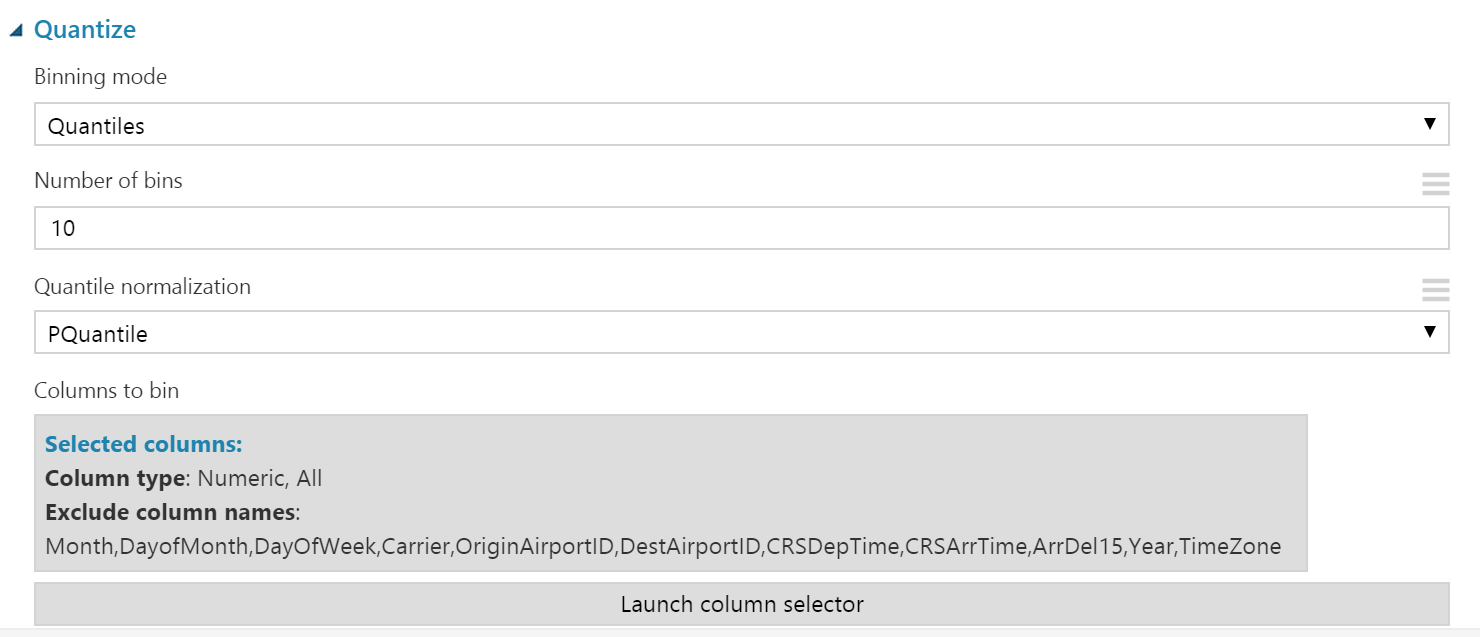 Quantize
Binning mode
Quantiles
Number of bins
10
Quantile normalization
PQuantile
Columns to bin
Selected columns:
Column type: Numeric, All
Exclude column names:
Month,DayofMonth,DayOfWeek,Carrier,OriginAirportID,DestAirportID,CRSDepTime,CRSArrTime,ArrDel15,Year,TimeZone
Launch column selector